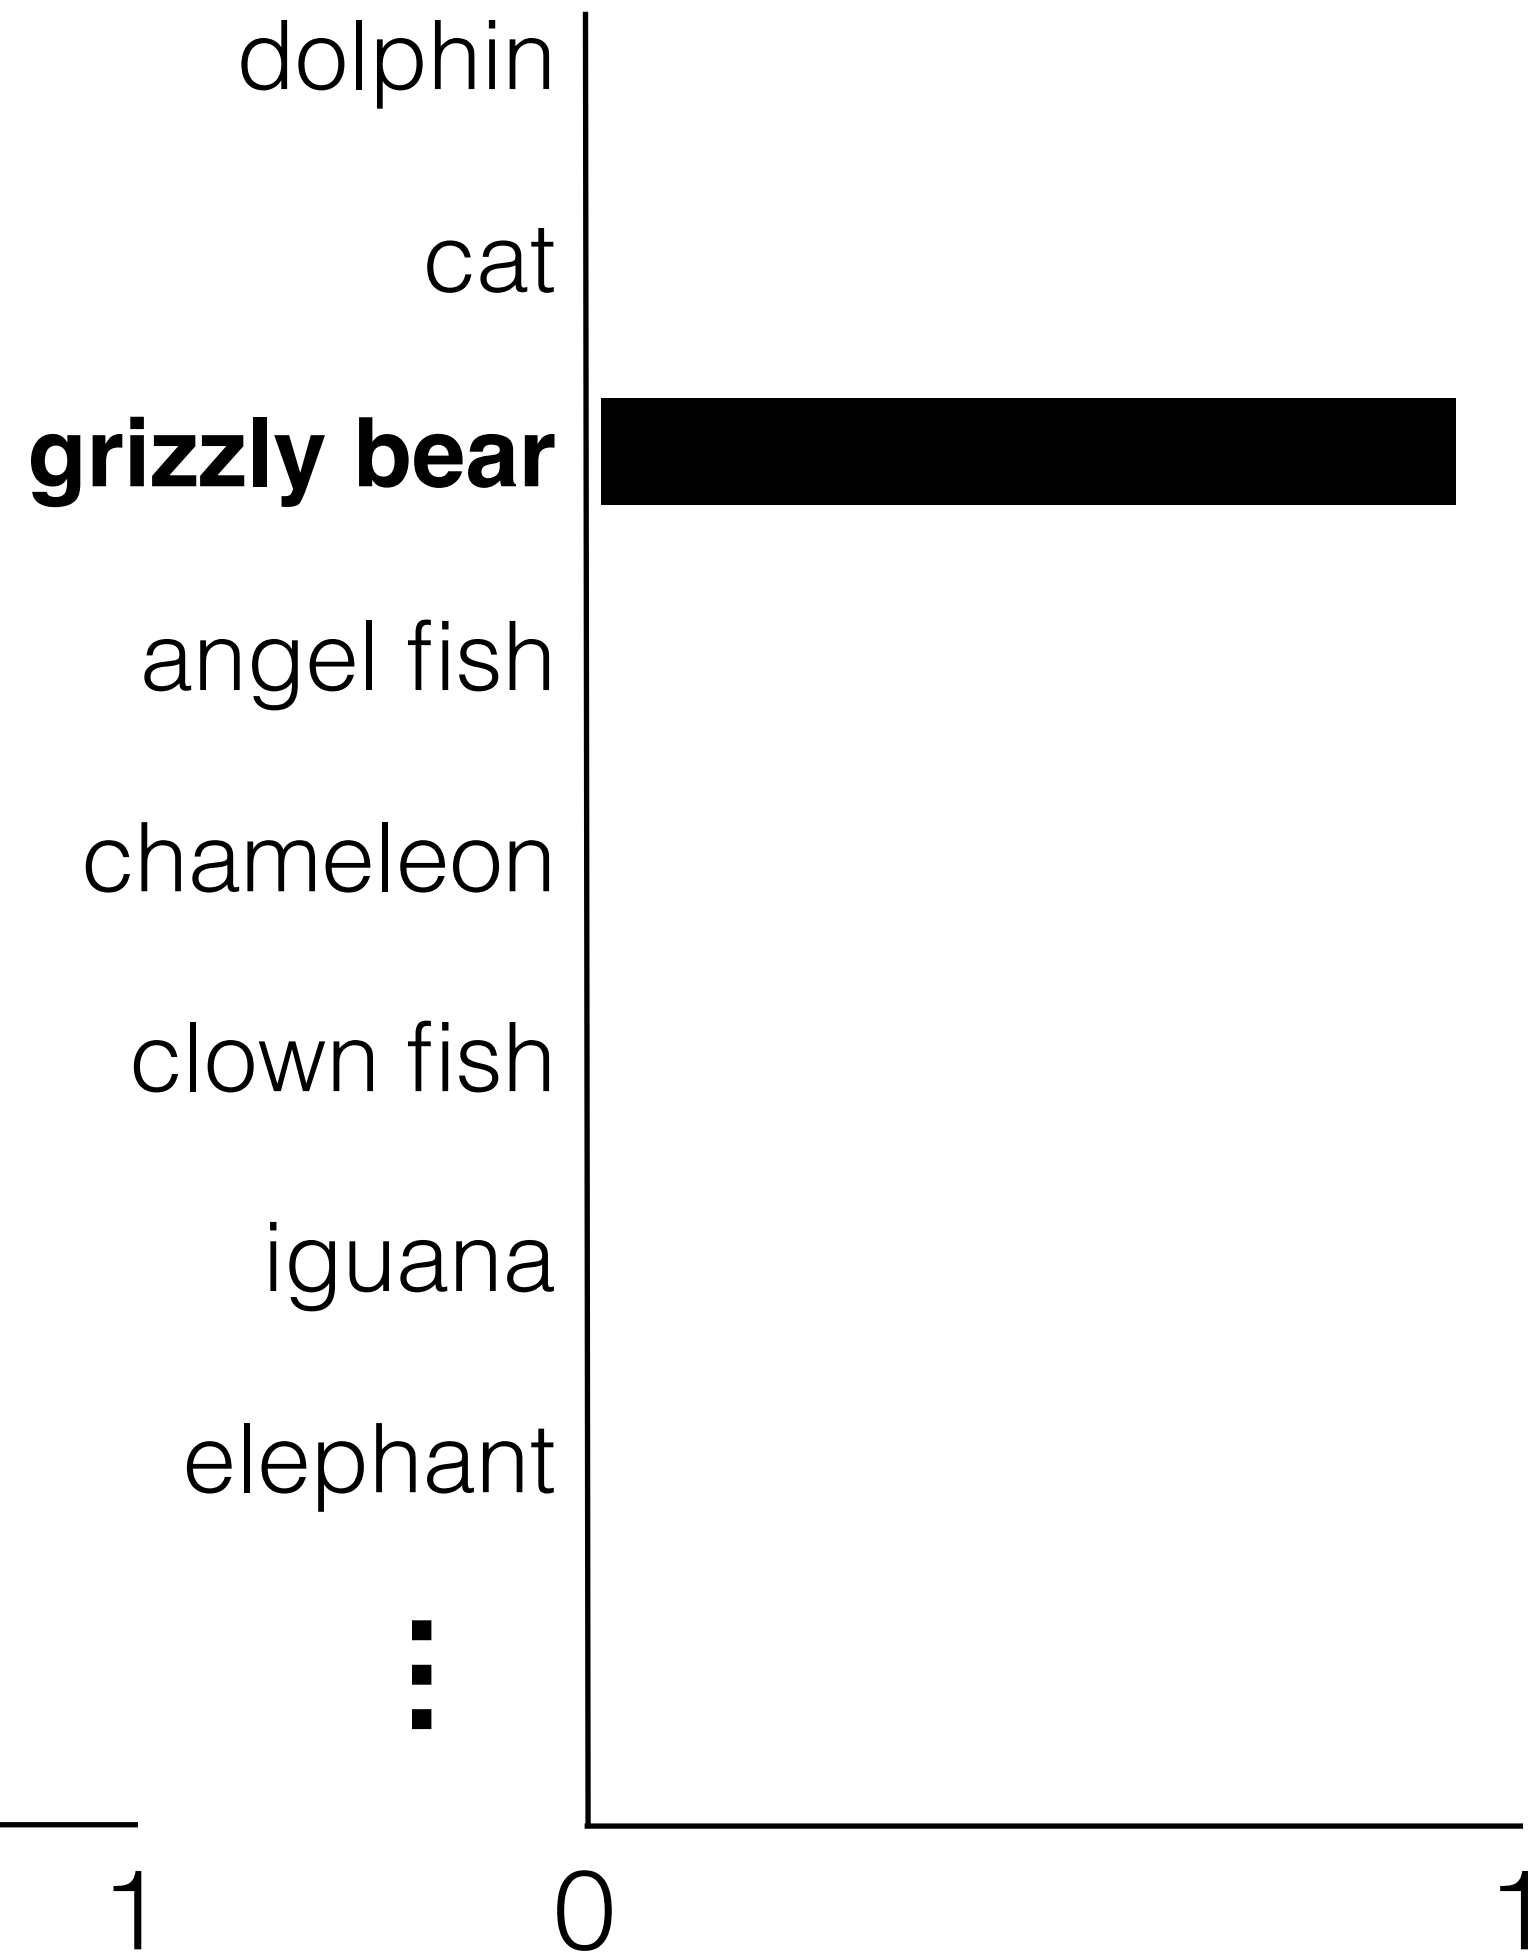 dolphin
cat
grizzly bear
angel fish
chameleon
clown fish
iguana
elephant
⋮
1 0 1